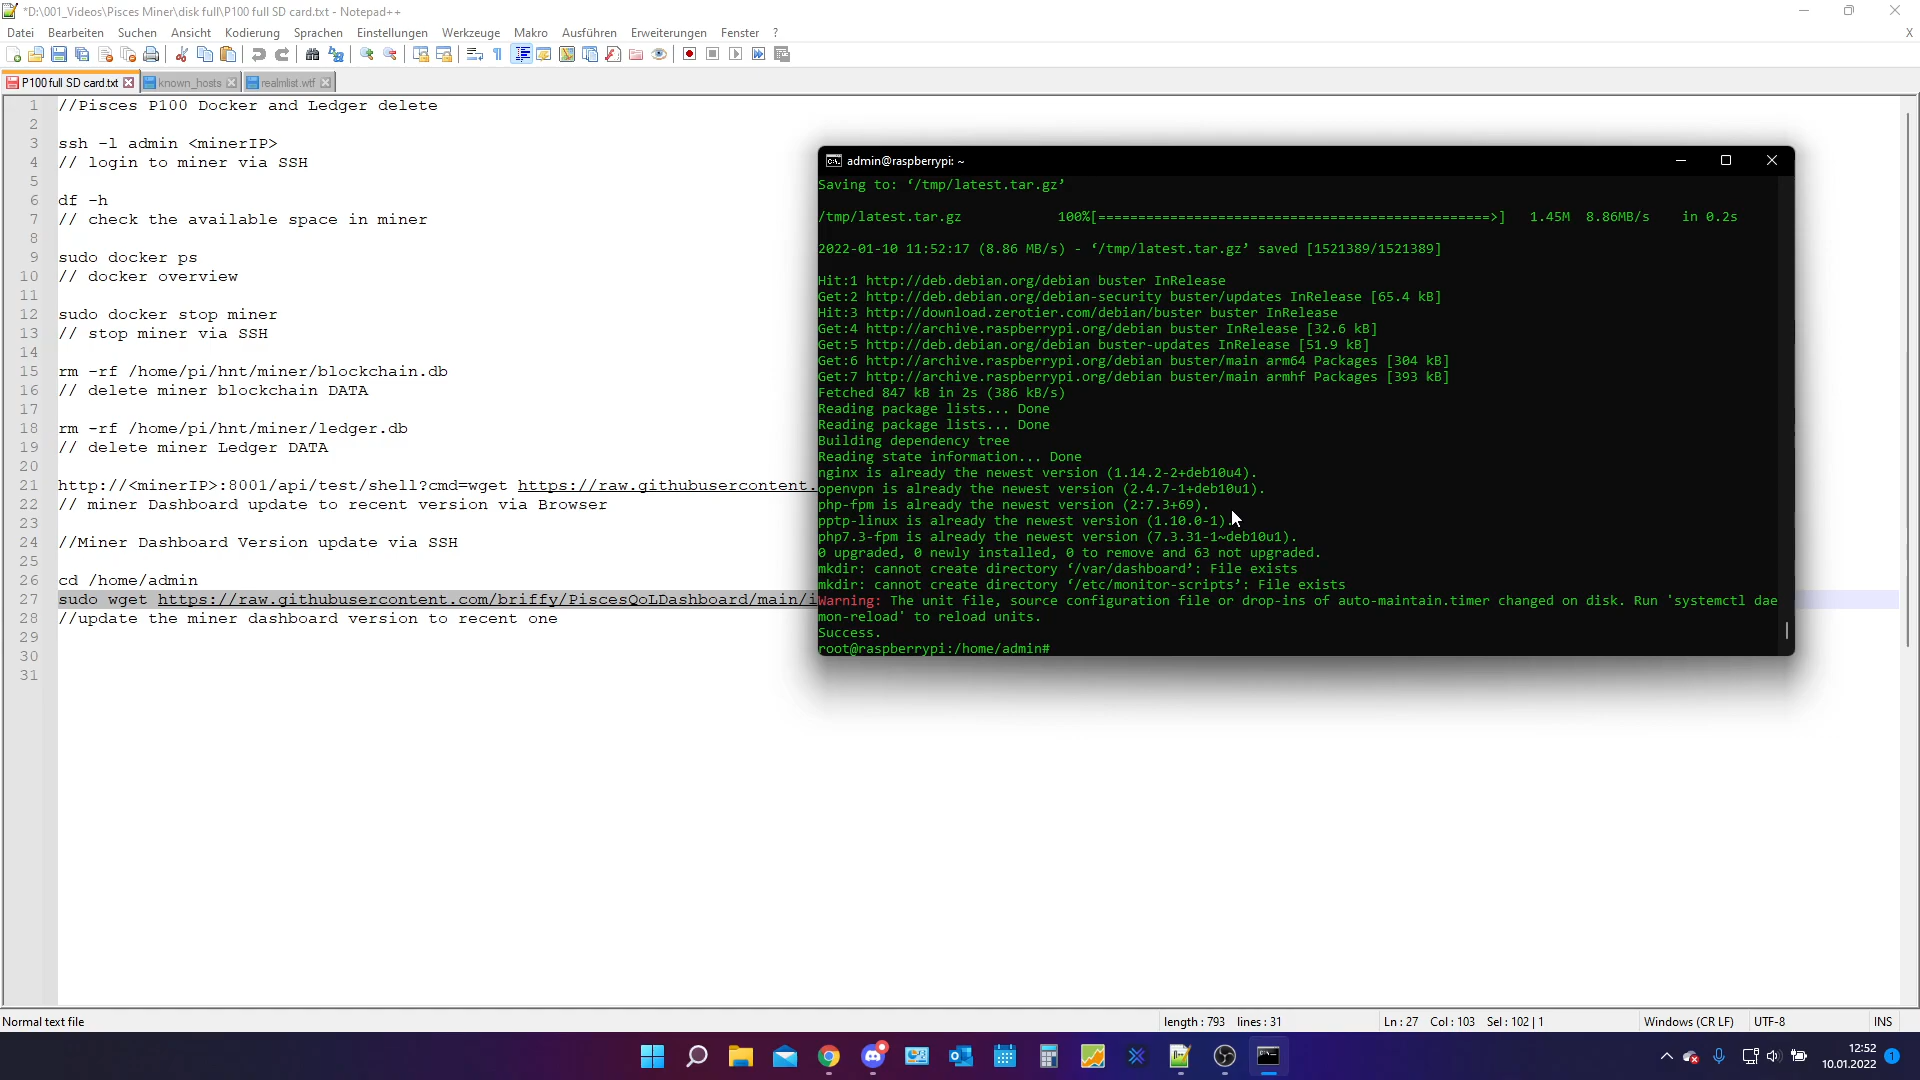 *D:\001_Videos\Pisces Miner\disk full\P100 full SD card.txt - Notepad++
Datei Bearbeiten Suchen Ansicht Kodierung Sprachen Einstellungen Werkzeuge Makro Ausführen Erweiterungen Fenster ? X
P100 full SD card.txt known_hosts realmlist.wtf
1 //Pisces P100 Docker and Ledger delete
2
3 ssh -l admin <minerIP>
4 // login to miner via SSH
5
6 df -h
7 // check the available space in miner
8
9 sudo docker ps
10 // docker overview
11
12 sudo docker stop miner
13 // stop miner via SSH
14
15 rm -rf /home/pi/hnt/miner/blockchain.db
16 // delete miner blockchain DATA
17
18 rm -rf /home/pi/hnt/miner/ledger.db
19 // delete miner Ledger DATA
20
21 http://<minerIP>:8001/api/test/shell?cmd=wget https://raw.githubusercontent.
22 // miner Dashboard update to recent version via Browser
23
24 //Miner Dashboard Version update via SSH
25
26 cd /home/admin
27 sudo wget https://raw.githubusercontent.com/briffy/PiscesQoLDashboard/main/i
28 //update the miner dashboard version to recent one
29
30
31
admin@raspberrypi: ~
Saving to: ‘/tmp/latest.tar.gz’
/tmp/latest.tar.gz 100%[================================================>] 1.45M 8.86MB/s in 0.2s
2022-01-10 11:52:17 (8.86 MB/s) - ‘/tmp/latest.tar.gz’ saved [1521389/1521389]
Hit:1 http://deb.debian.org/debian buster InRelease
Get:2 http://deb.debian.org/debian-security buster/updates InRelease [65.4 kB]
Hit:3 http://download.zerotier.com/debian/buster buster InRelease
Get:4 http://archive.raspberrypi.org/debian buster InRelease [32.6 kB]
Get:5 http://deb.debian.org/debian buster-updates InRelease [51.9 kB]
Get:6 http://archive.raspberrypi.org/debian buster/main arm64 Packages [304 kB]
Get:7 http://archive.raspberrypi.org/debian buster/main armhf Packages [393 kB]
Fetched 847 kB in 2s (386 kB/s)
Reading package lists... Done
Reading package lists... Done
Building dependency tree
Reading state information... Done
nginx is already the newest version (1.14.2-2+deb10u4).
openvpn is already the newest version (2.4.7-1+deb10u1).
php-fpm is already the newest version (2:7.3+69).
pptp-linux is already the newest version (1.10.0-1).
php7.3-fpm is already the newest version (7.3.31-1~deb10u1).
0 upgraded, 0 newly installed, 0 to remove and 63 not upgraded.
mkdir: cannot create directory ‘/var/dashboard’: File exists
mkdir: cannot create directory ‘/etc/monitor-scripts’: File exists
Warning: The unit file, source configuration file or drop-ins of auto-maintain.timer changed on disk. Run 'systemctl dae
mon-reload' to reload units.
Success.
root@raspberrypi:/home/admin#
Normal text file length : 793 lines : 31 Ln : 27 Col : 103 Sel : 102 | 1 Windows (CR LF) UTF-8 INS
12:52
10.01.2022
1